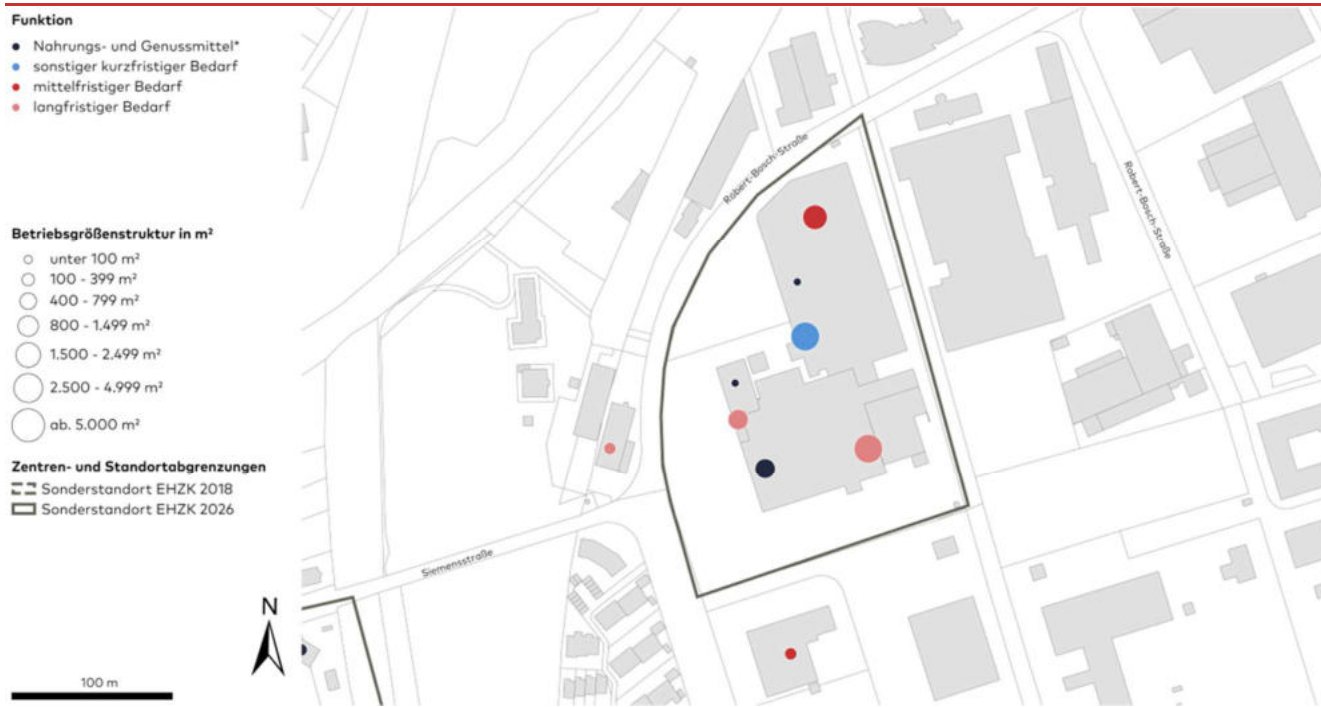 Funktion
Nahrungs- und Genussmittel*
sonstiger kurzfristiger Bedarf
mittelfristiger Bedarf
langfristiger Bedarf
Betriebsgrößenstruktur in m²
unter 100 m²
100 - 399 m²
400 - 799 m²
800 - 1.499 m²
1.500 - 2.499 m²
2.500 - 4.999 m²
ab. 5.000 m²
Zentren- und Standortabgrenzungen
Sonderstandort EHZK 2018
Sonderstandort EHZK 2026
N
100 m
Robert-Bosch-Straße
Robert-Bosch-Straße
Siemensstraße